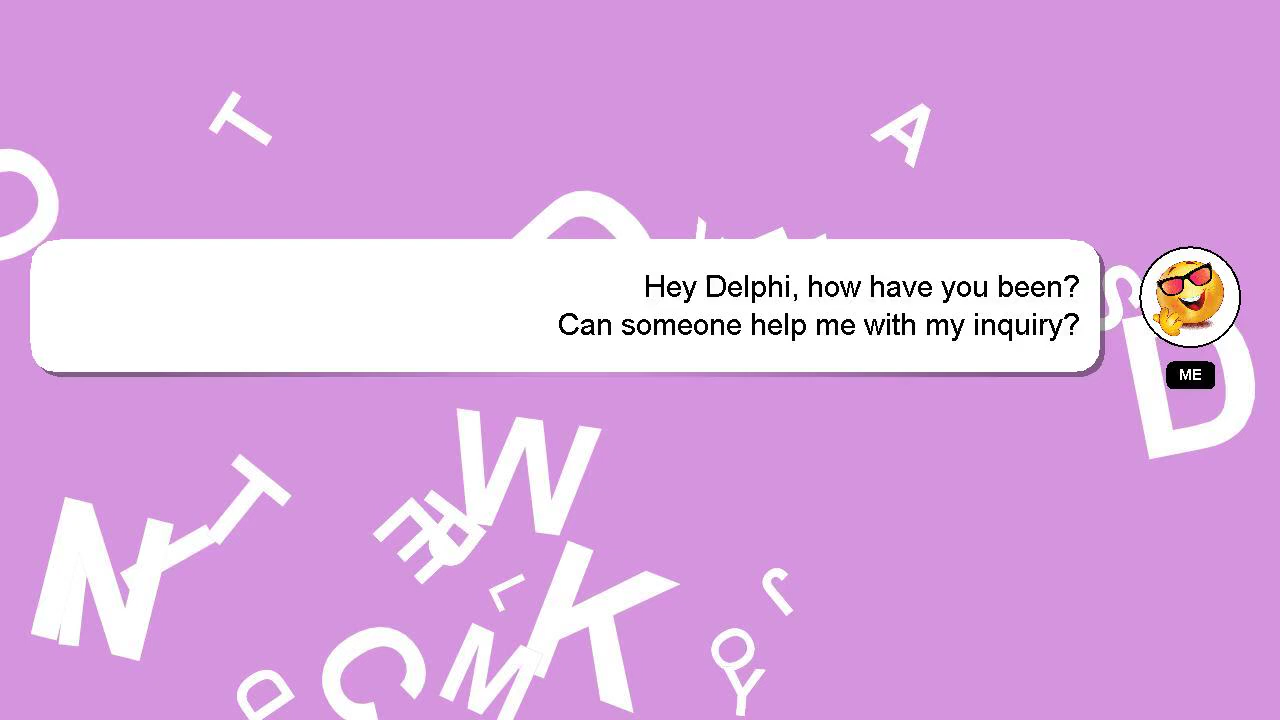 T
A
O
Hey Delphi, how have you been?
Can someone help me with my inquiry?
S
D
ME
W
T
N
Y
E
R
L
K
J
O
Y
M
C
D